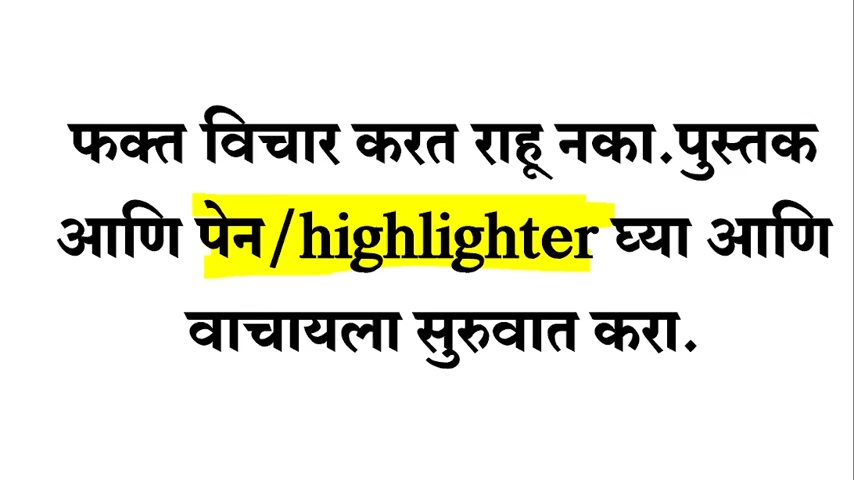 फक्त विचार करत राहू नका.पुस्तक
आणि पेन/highlighter घ्या आणि
वाचायला सुरुवात करा.